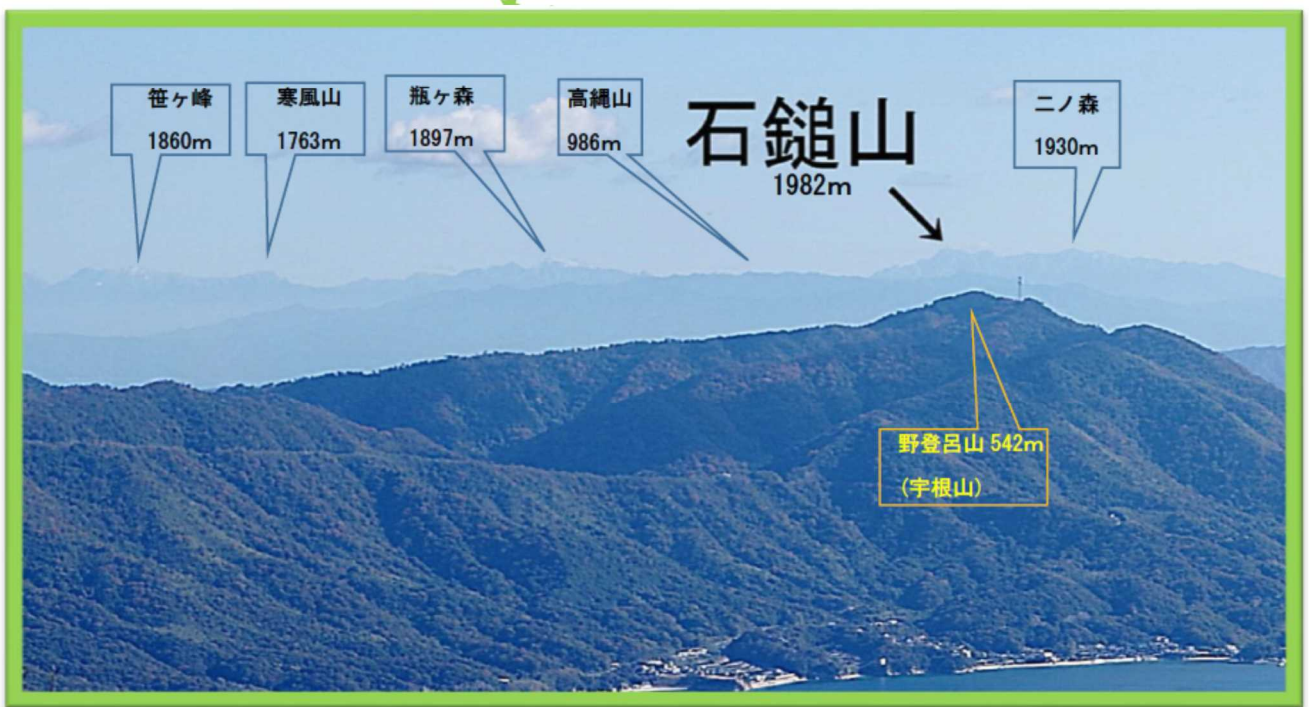 笹ヶ峰
1860m
寒風山
1763m
瓶ヶ森
1897m
高縄山
986m
石鎚山
1982m
二ノ森
1930m
野登呂山 542m
(宇根山)